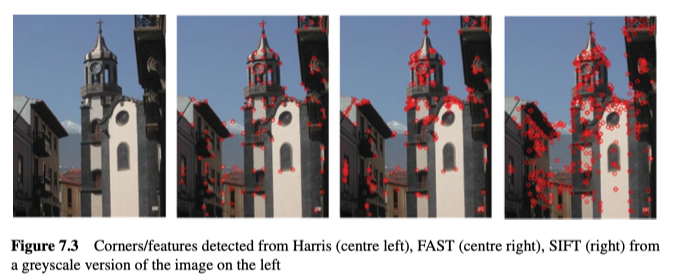 Figure 7.3 Corners/features detected from Harris (centre left), FAST (centre right), SIFT (right) from
a greyscale version of the image on the left